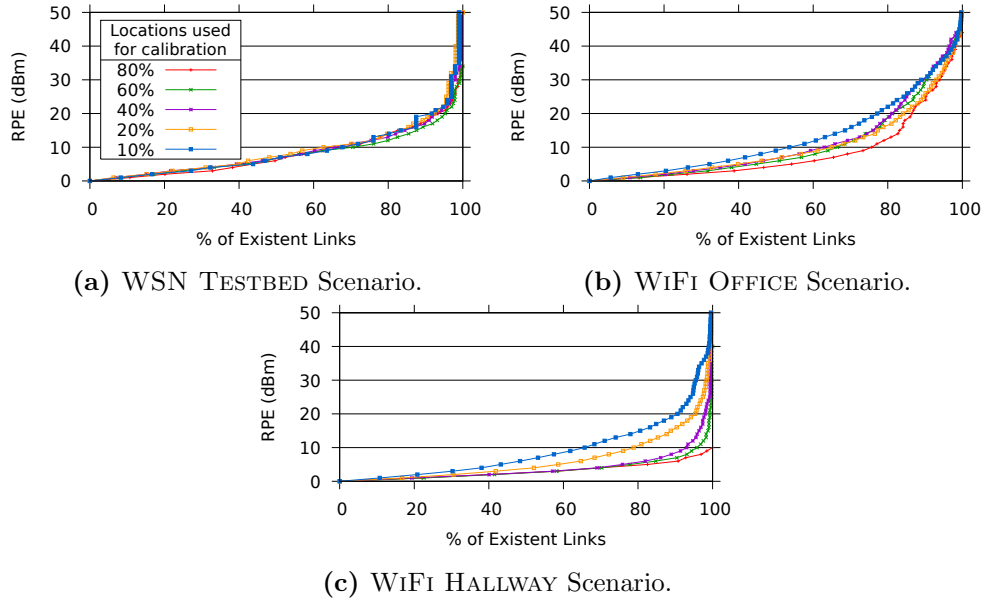 50
40
30
20
10
0
RPE (dBm)
Locations used
for calibration
80%
60%
40%
20%
10%
0 20 40 60 80 100
% of Existent Links
(a) WSN TESTBED Scenario.
50
40
30
20
10
0
RPE (dBm)
0 20 40 60 80 100
% of Existent Links
(b) WIFI OFFICE Scenario.
50
40
30
20
10
0
RPE (dBm)
0 20 40 60 80 100
% of Existent Links
(c) WIFI HALLWAY Scenario.